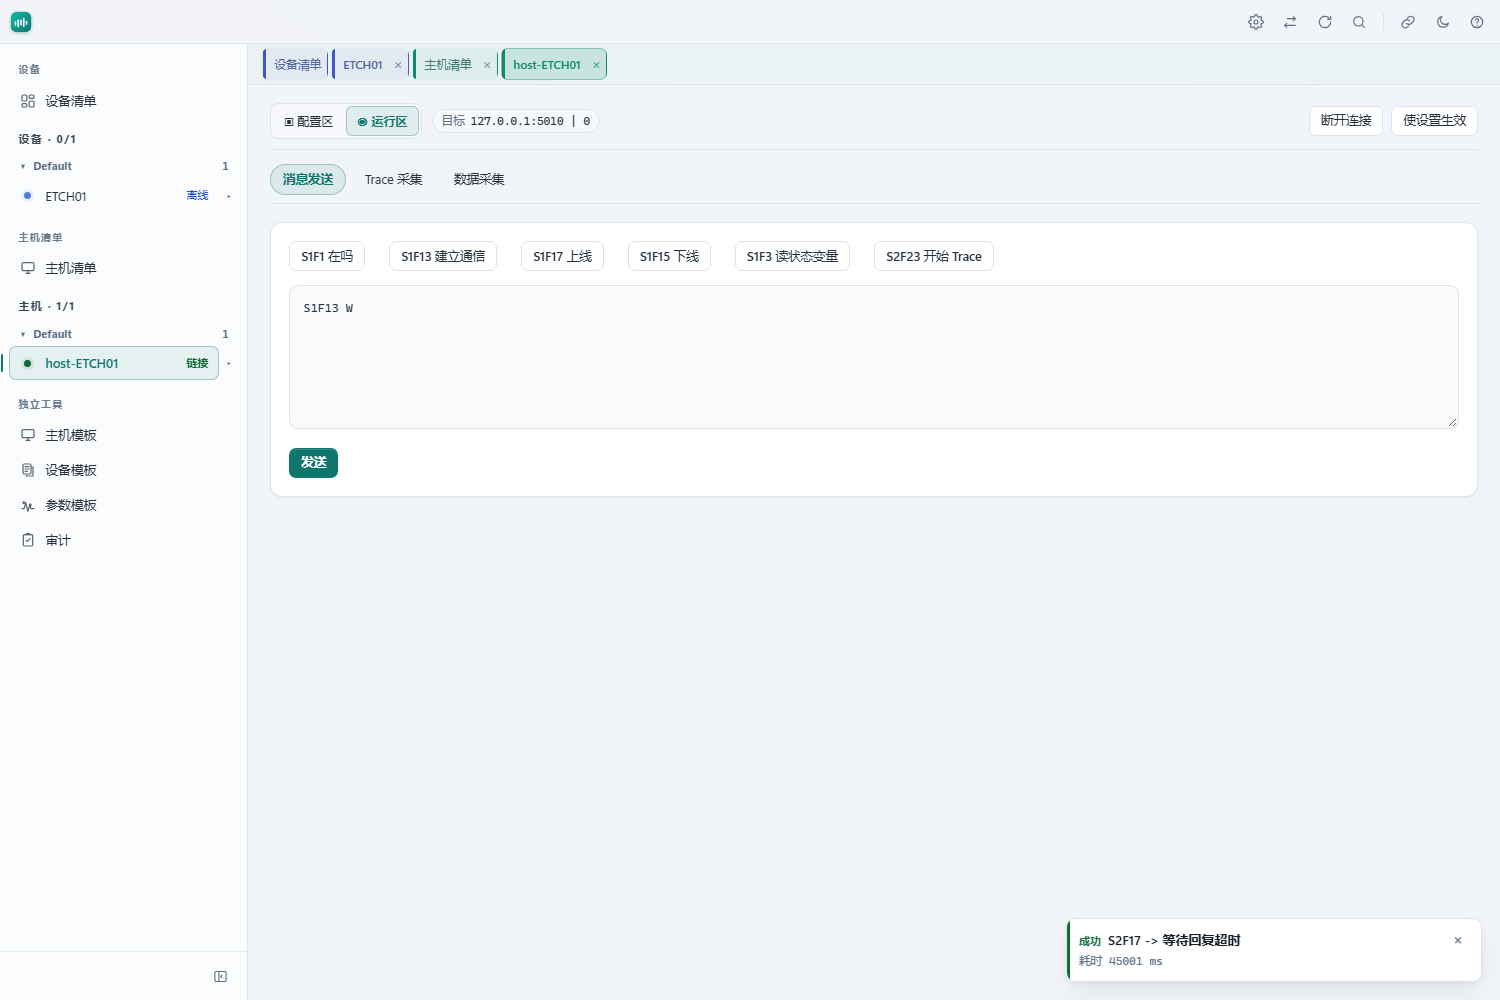 设备清单
ETCH01 ×
主机清单 ×
host-ETCH01 ×
设备
设备清单
设备 · 0/1
Default 1
ETCH01 离线
主机清单
主机清单
主机 · 1/1
Default 1
host-ETCH01 链接
独立工具
主机模板
设备模板
参数模板
审计
配置区
运行区
目标 127.0.0.1:5010 | 0
断开连接
使设置生效
消息发送
Trace 采集
数据采集
S1F1 在吗
S1F13 建立通信
S1F17 上线
S1F15 下线
S1F3 读状态变量
S2F23 开始 Trace
S1F13 W
发送
成功 S2F17 -> 等待回复超时 ×
耗时 45001 ms